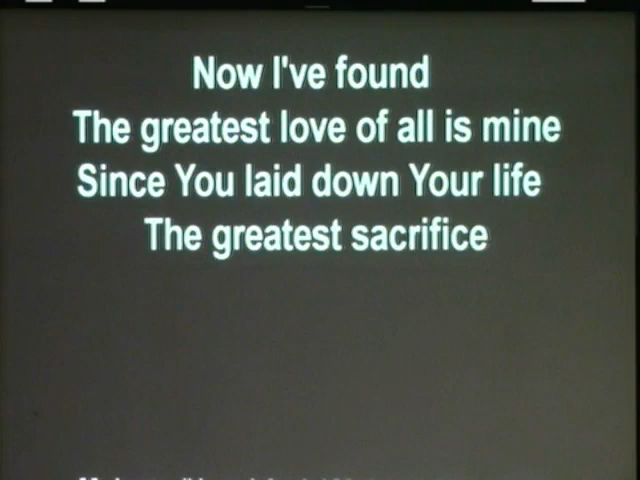 Now I've found
The greatest love of all is mine
Since You laid down Your life
The greatest sacrifice